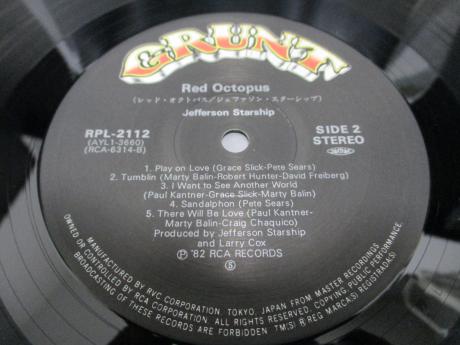 GRUNT
Red Octopus
(レッド・オクトパス/ジェファソン・スターシップ)
Jefferson Starship
RPL-2112
(AYL1-3660)
(RCA-6314-B)
SIDE 2
STEREO
1. Play on Love (Grace Slick-Pete Sears)
2. Tumblin (Marty Balin-Robert Hunter-David Freiberg)
3. I Want to See Another World
(Paul Kantner-Grace Slick-Marty Balin)
4. Sandalphon (Pete Sears)
5. There Will Be Love (Paul Kantner-
Marty Balin-Craig Chaquico)
Produced by Jefferson Starship
and Larry Cox
Ⓟ '82 RCA RECORDS
Ⓢ
MANUFACTURED BY RVC CORPORATION, TOKYO, JAPAN FROM MASTER RECORDINGS
OWNED OR CONTROLLED BY RCA CORPORATION. ALL RIGHTS RESERVED. COPYING, PUBLIC PERFORMANCE,
BROADCASTING OF THESE RECORDS ARE FORBIDDEN TM(S) ® REG MARCA(S) REGISTRADA(S)